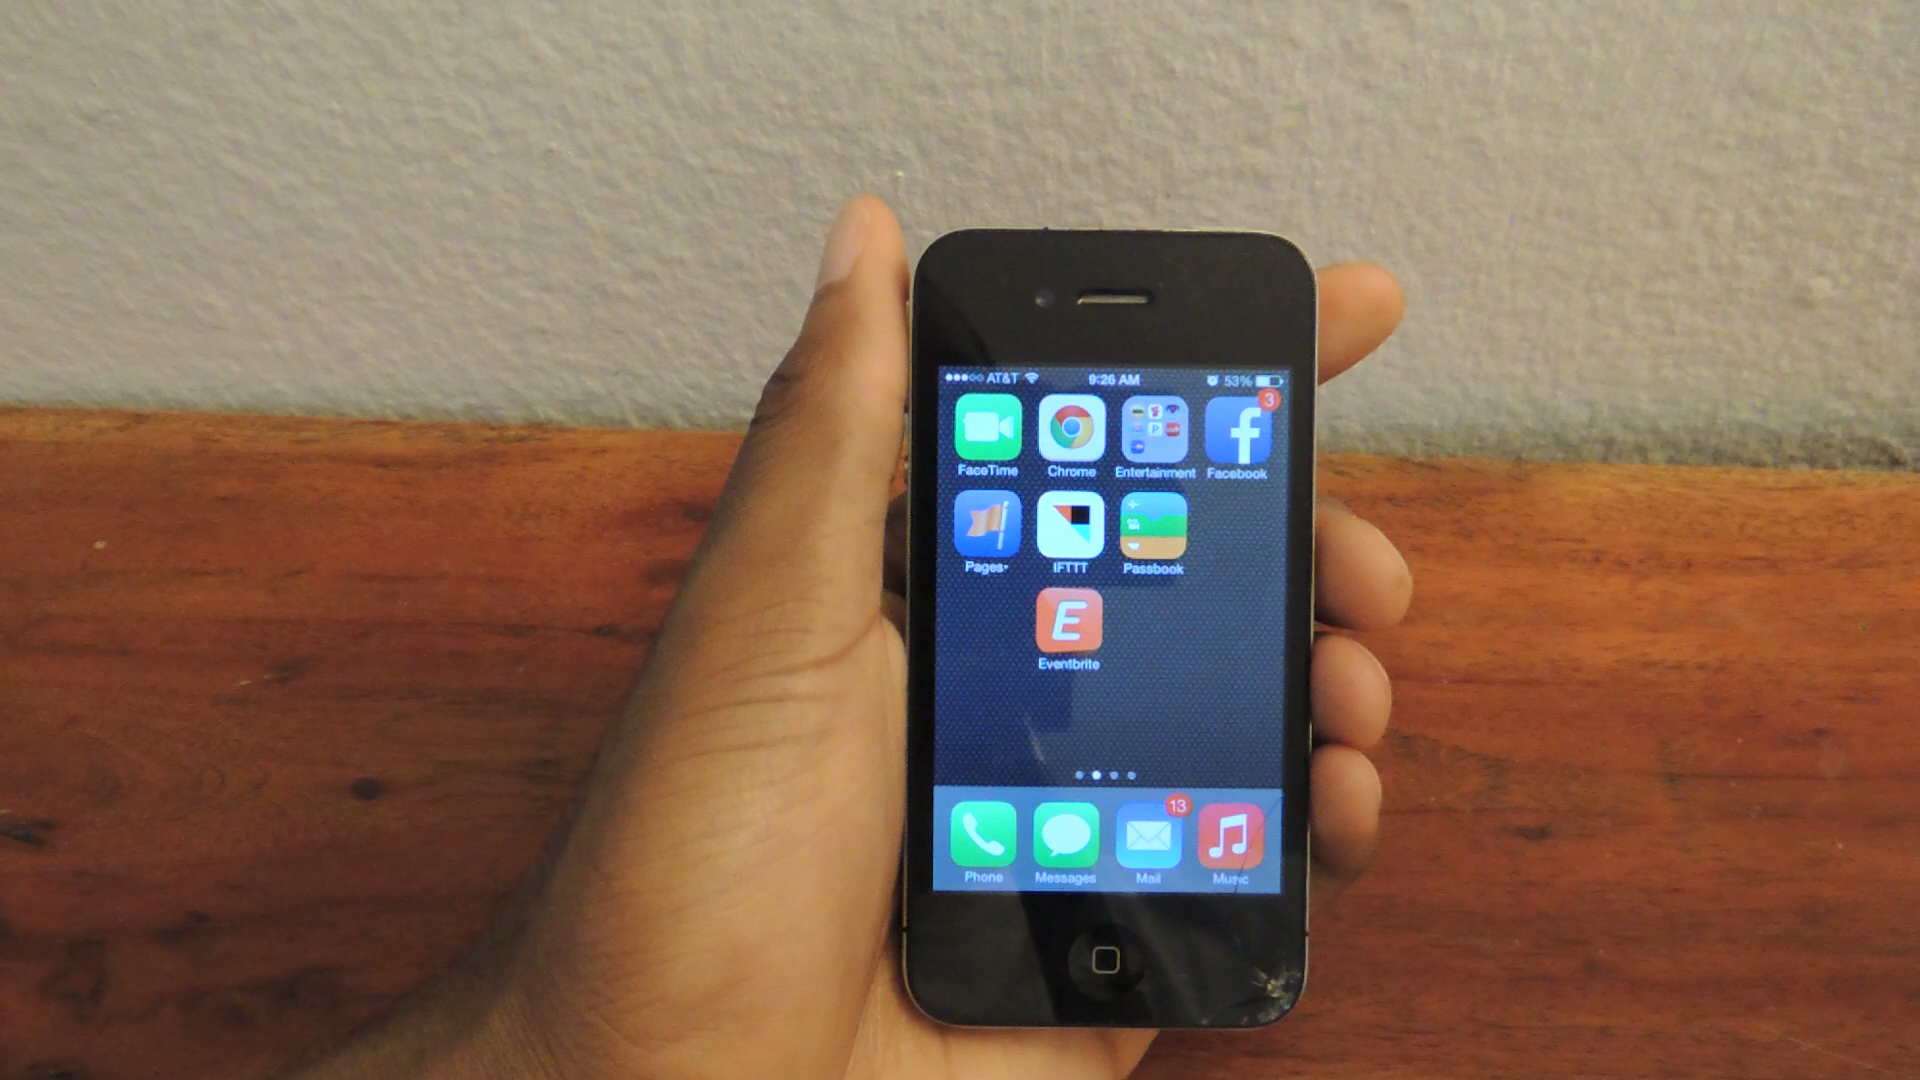 AT&T 9:26 AM 53%
3
FaceTime Chrome Entertainment Facebook
Pages IFTTT Passbook
E
Eventbrite
13
Phone Messages Mail Music